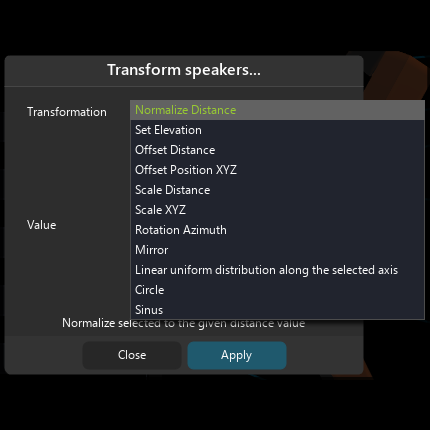 Transform speakers...
Transformation
Normalize Distance
Set Elevation
Offset Distance
Offset Position XYZ
Scale Distance
Scale XYZ
Value
Rotation Azimuth
Mirror
Linear uniform distribution along the selected axis
Circle
Sinus
Normalize selected to the given distance value
Close
Apply